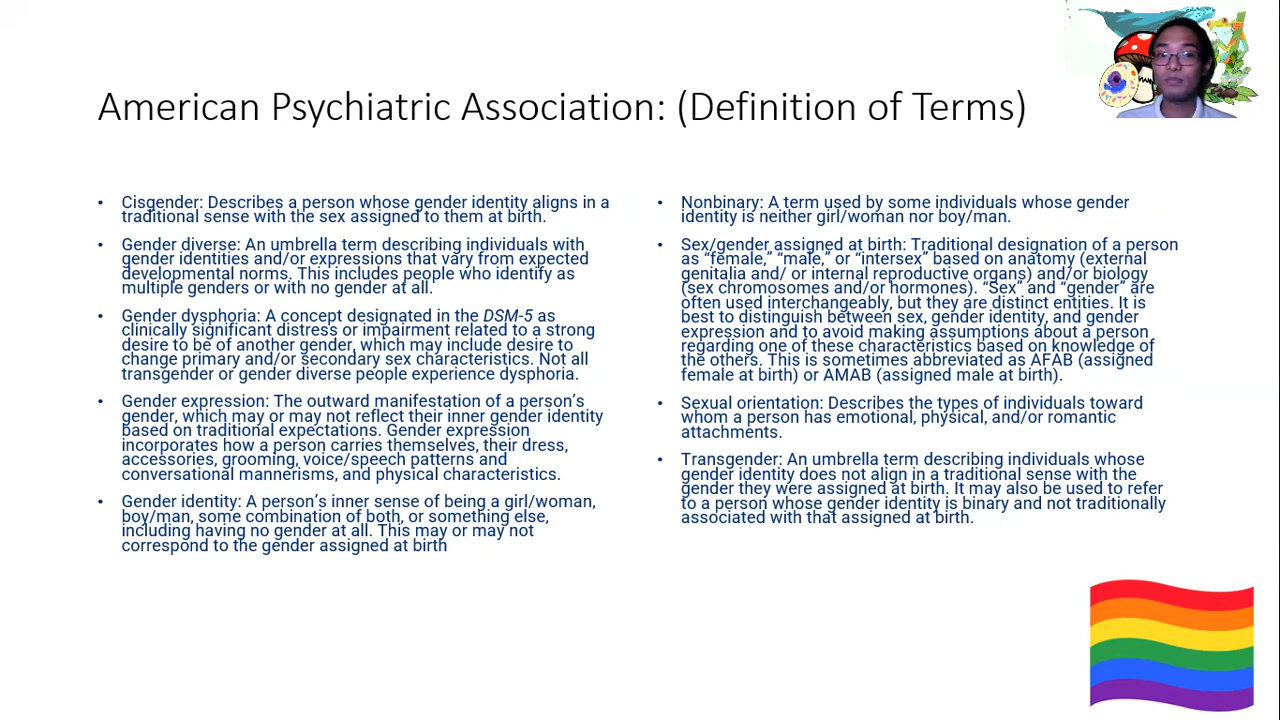 American Psychiatric Association: (Definition of Terms)
• Cisgender: Describes a person whose gender identity aligns in a
traditional sense with the sex assigned to them at birth.
• Gender diverse: An umbrella term describing individuals with
gender identities and/or expressions that vary from expected
developmental norms. This includes people who identify as
multiple genders or with no gender at all.
• Gender dysphoria: A concept designated in the DSM-5 as
clinically significant distress or impairment related to a strong
desire to be of another gender, which may include desire to
change primary and/or secondary sex characteristics. Not all
transgender or gender diverse people experience dysphoria.
• Gender expression: The outward manifestation of a person’s
gender, which may or may not reflect their inner gender identity
based on traditional expectations. Gender expression
incorporates how a person carries themselves, their dress,
accessories, grooming, voice/speech patterns and
conversational mannerisms, and physical characteristics.
• Gender identity: A person’s inner sense of being a girl/woman,
boy/man, some combination of both, or something else,
including having no gender at all. This may or may not
correspond to the gender assigned at birth
• Nonbinary: A term used by some individuals whose gender
identity is neither girl/woman nor boy/man.
• Sex/gender assigned at birth: Traditional designation of a person
as “female,” “male,” or “intersex” based on anatomy (external
genitalia and/ or internal reproductive organs) and/or biology
(sex chromosomes and/or hormones). “Sex” and “gender” are
often used interchangeably, but they are distinct entities. It is
best to distinguish between sex, gender identity, and gender
expression and to avoid making assumptions about a person
regarding one of these characteristics based on knowledge of
the others. This is sometimes abbreviated as AFAB (assigned
female at birth) or AMAB (assigned male at birth).
• Sexual orientation: Describes the types of individuals toward
whom a person has emotional, physical, and/or romantic
attachments.
• Transgender: An umbrella term describing individuals whose
gender identity does not align in a traditional sense with the
gender they were assigned at birth. It may also be used to refer
to a person whose gender identity is binary and not traditionally
associated with that assigned at birth.